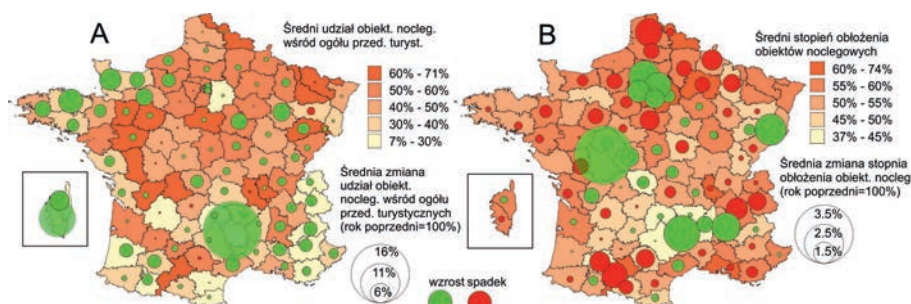 A
Średni udział obiekt. nocleg.
wśród ogółu przed. turyst.
60% - 71%
50% - 60%
40% - 50%
30% - 40%
7% - 30%
Średnia zmiana
udział obiekt.
nocleg. wśród ogółu
przed. turystycznych
(rok poprzedni=100%)
16%
11%
6%
wzrost spadek
B
Średni stopień obłożenia
obiektów noclegowych
60% - 74%
55% - 60%
50% - 55%
45% - 50%
37% - 45%
Średnia zmiana stopnia
obłożenia obiekt. nocleg
(rok poprzedni=100%)
3.5%
2.5%
1.5%